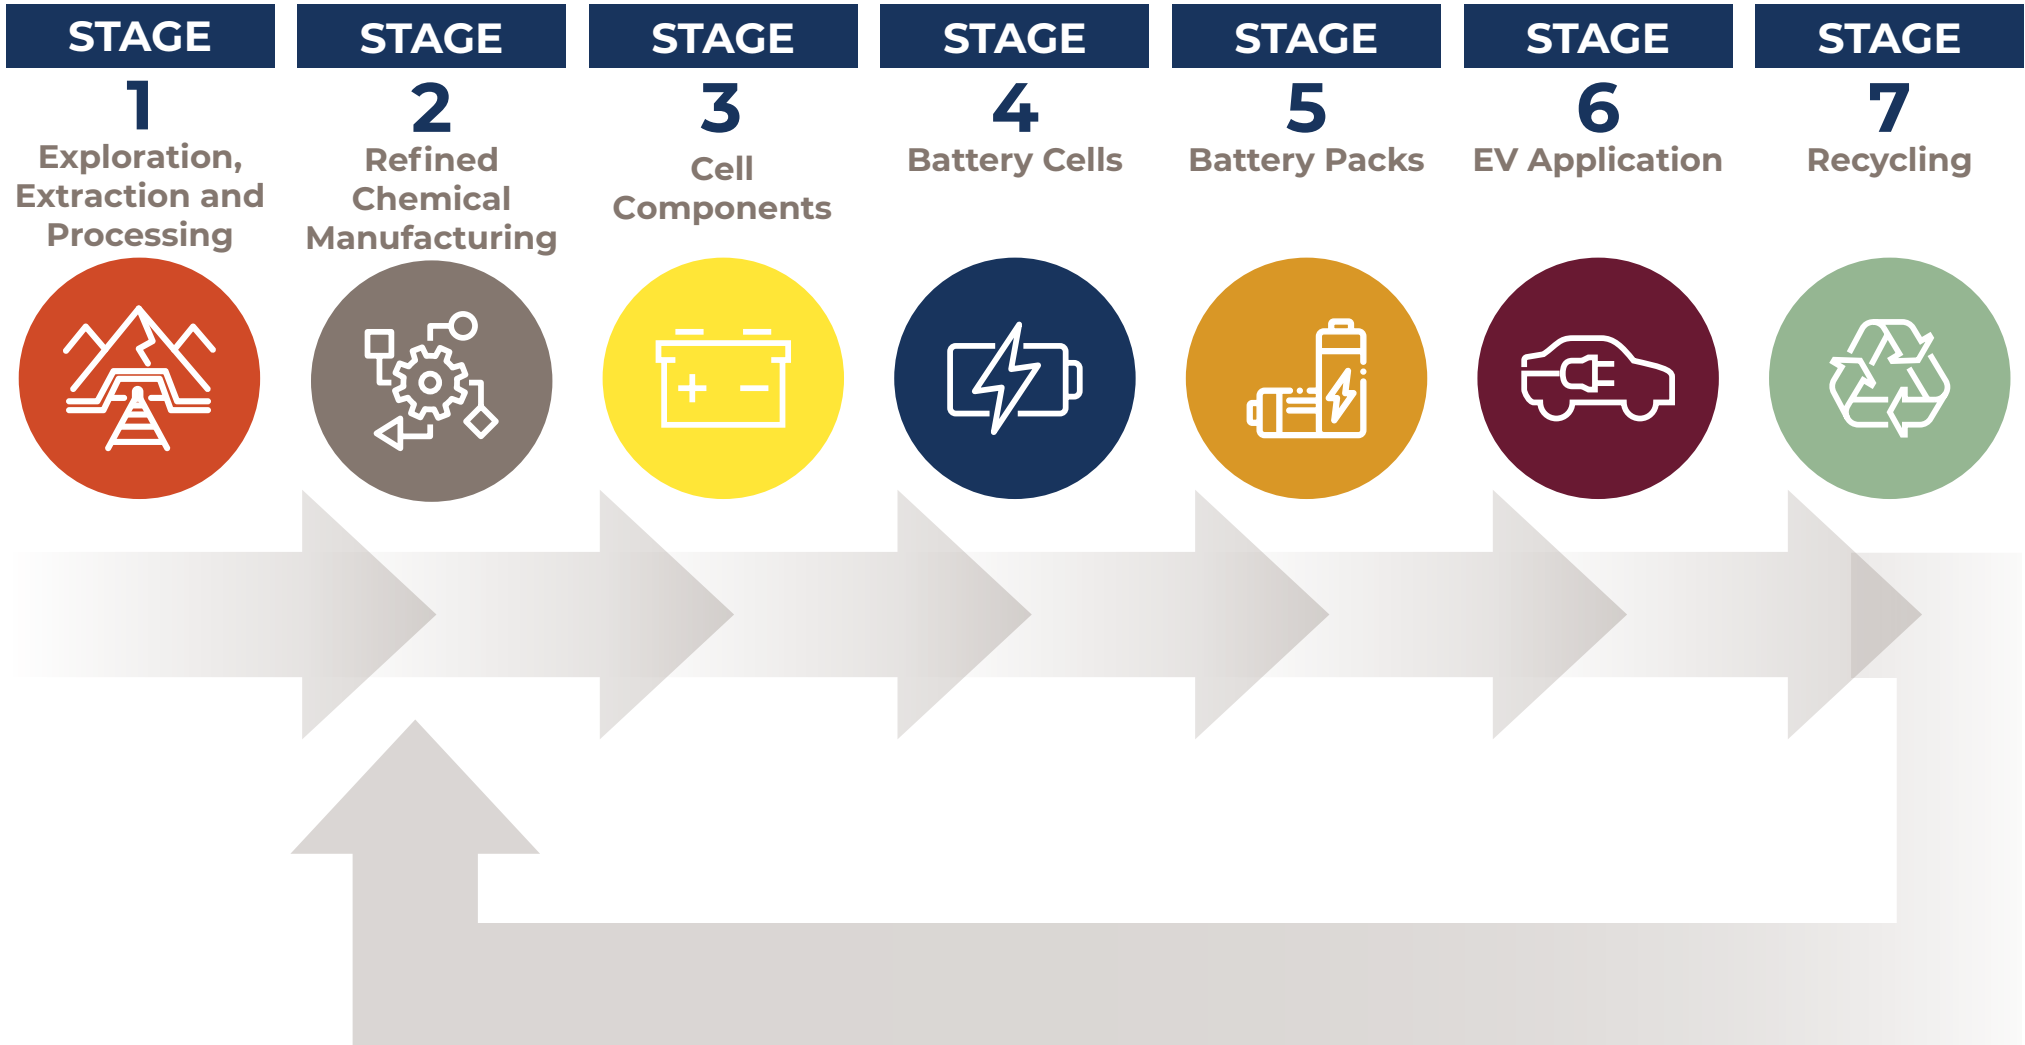 STAGE
1
Exploration,
Extraction and
Processing
STAGE
2
Refined
Chemical
Manufacturing
STAGE
3
Cell
Components
STAGE
4
Battery Cells
STAGE
5
Battery Packs
STAGE
6
EV Application
STAGE
7
Recycling